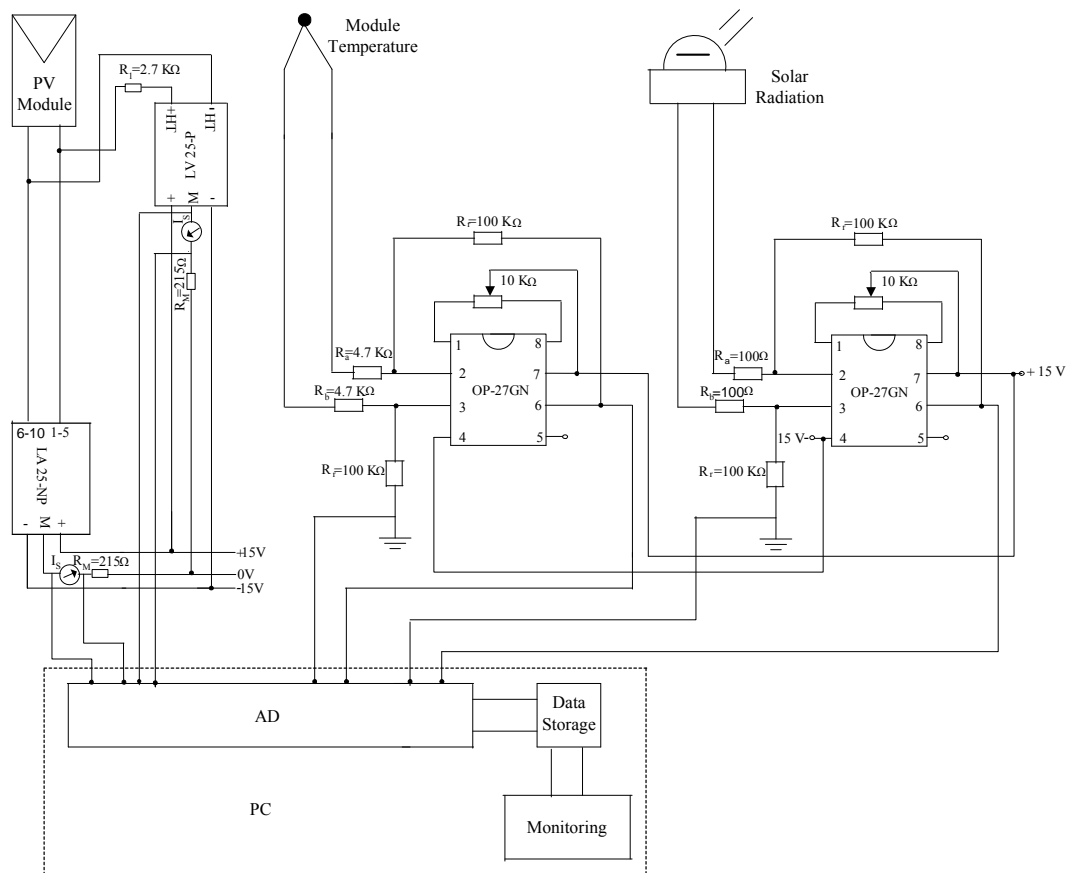 PV
Module
R1=2.7 KΩ
+HT
-HT
LV 25-P
+ M -
IS
RM=215Ω
6-10 1-5
LA 25-NP
- M +
IS
RM=215Ω
+15V
0V
-15V
Module
Temperature
Rf=100 KΩ
10 KΩ
Ra=4.7 KΩ
Rb=4.7 KΩ
1
8
2
7
OP-27GN
3
6
4
5
Rf=100 KΩ
Solar
Radiation
Rf=100 KΩ
10 KΩ
Ra=100Ω
Rb=100Ω
1
8
2
7
+ 15 V
OP-27GN
3
6
15 V-
4
5
Rf=100 KΩ
AD
Data
Storage
PC
Monitoring